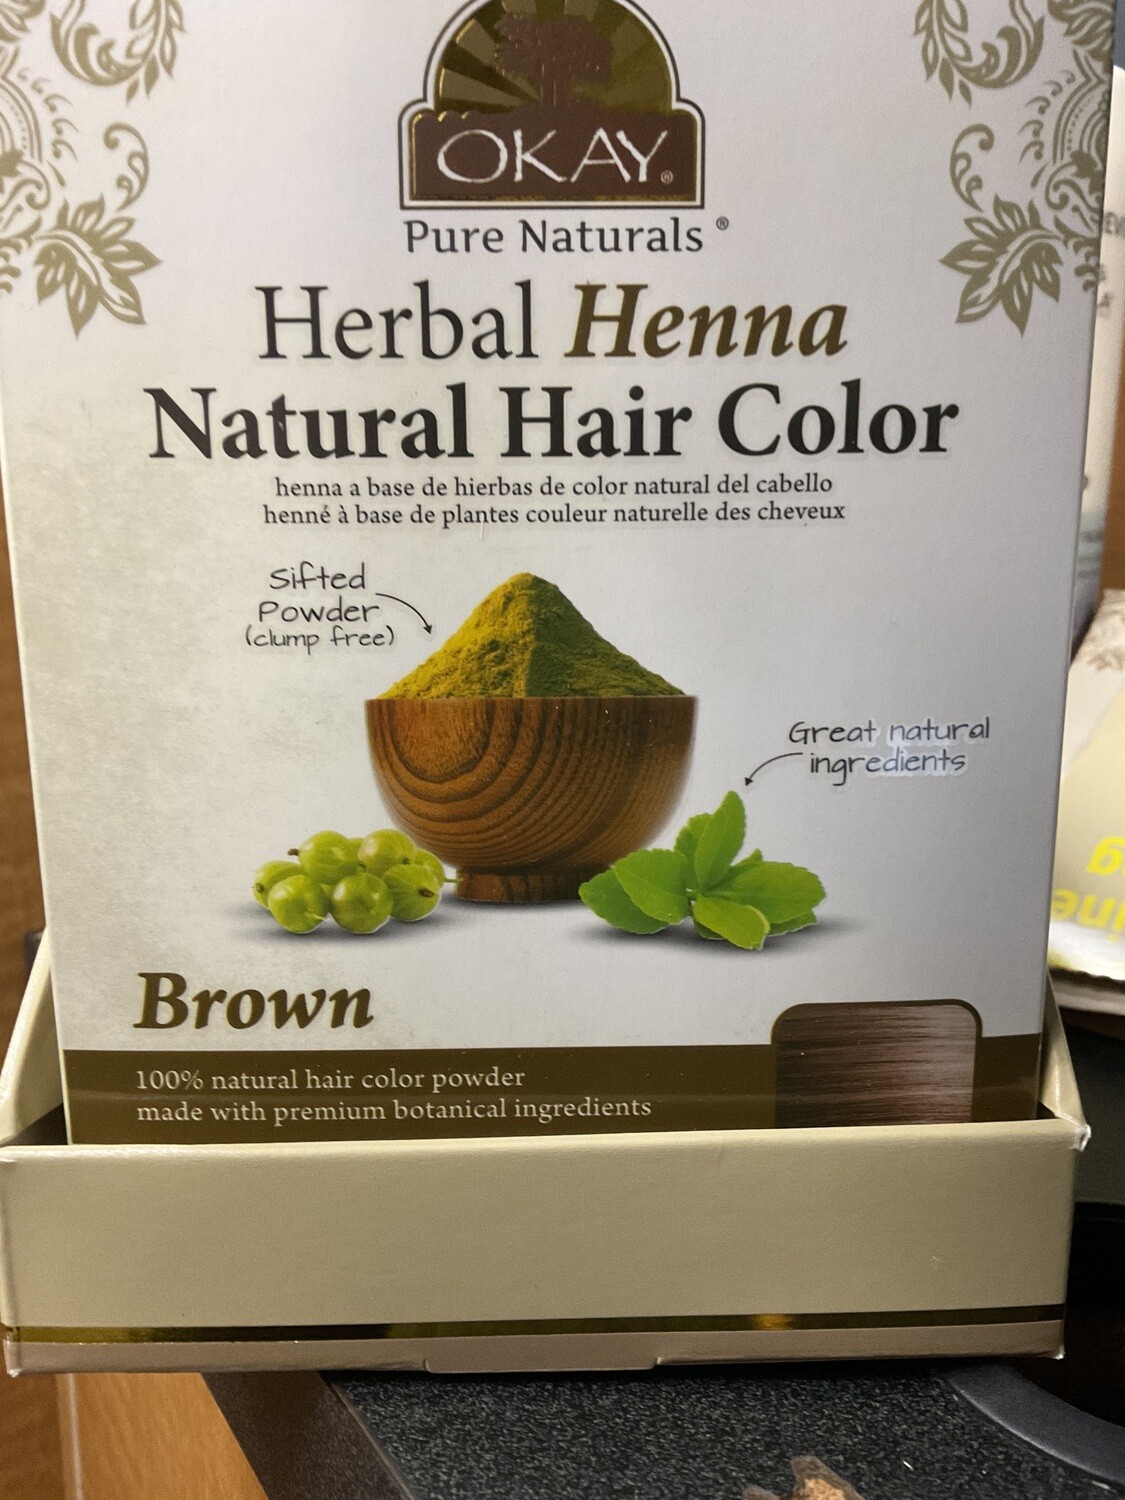 OKAY®
Pure Naturals®
Herbal Henna
Natural Hair Color
henna a base de hierbas de color natural del cabello
henné à base de plantes couleur naturelle des cheveux
Sifted
Powder
(clump free)
Great natural
ingredients
Brown
100% natural hair color powder
made with premium botanical ingredients